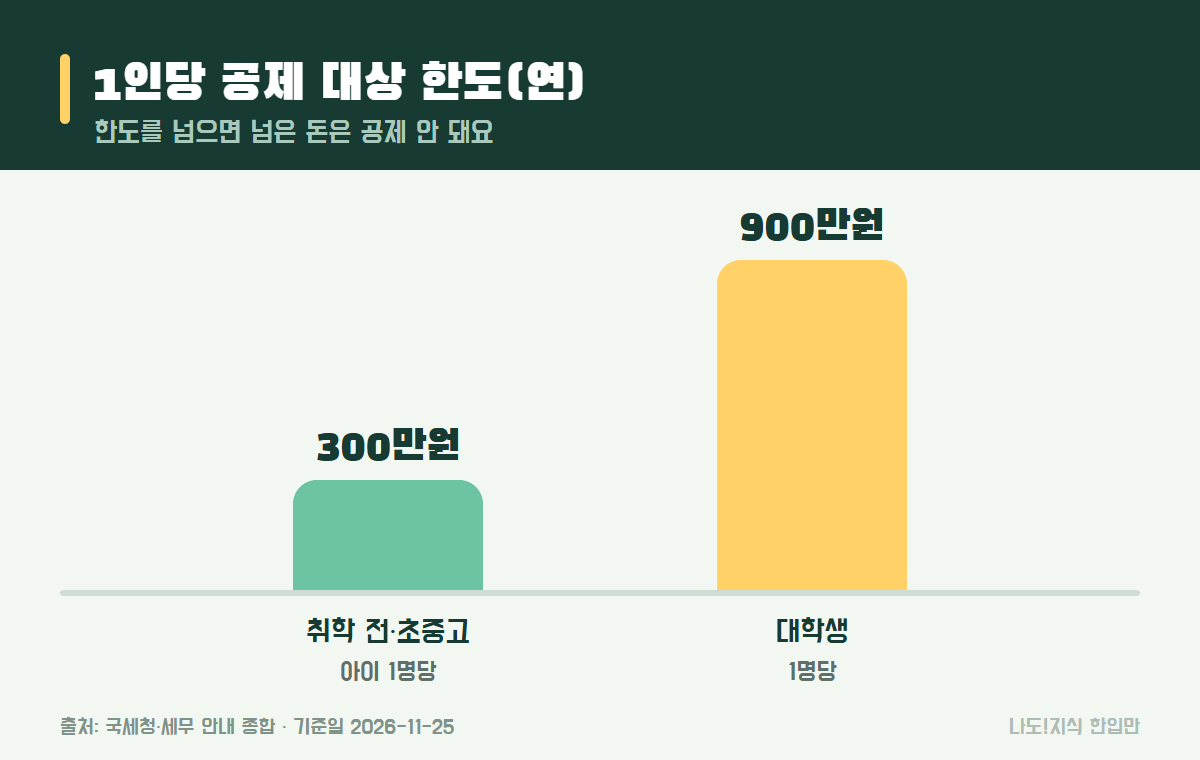 1인당 공제 대상 한도(연)
한도를 넘으면 넘은 돈은 공제 안 돼요
900만원
300만원
취학 전·초중고
아이 1명당
대학생
1명당
출처: 국세청·세무 안내 종합 · 기준일 2026-11-25
나도!지식 한입만